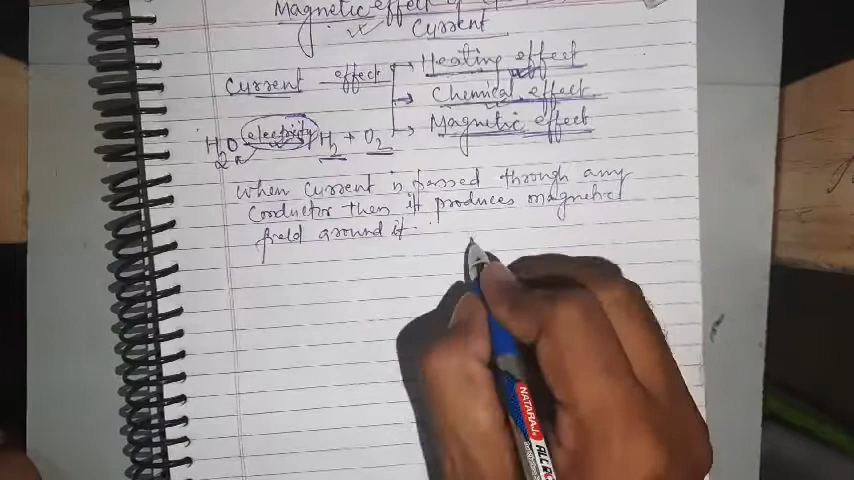 Magnetic effect of
Current
Current effect → Heating effect
→ Chemical effect
→ Magnetic effect
H2O electricity H2 + O2
When Current is passed through any
Conductor then it produces magnetic
field around it.
NATARAJ ALL